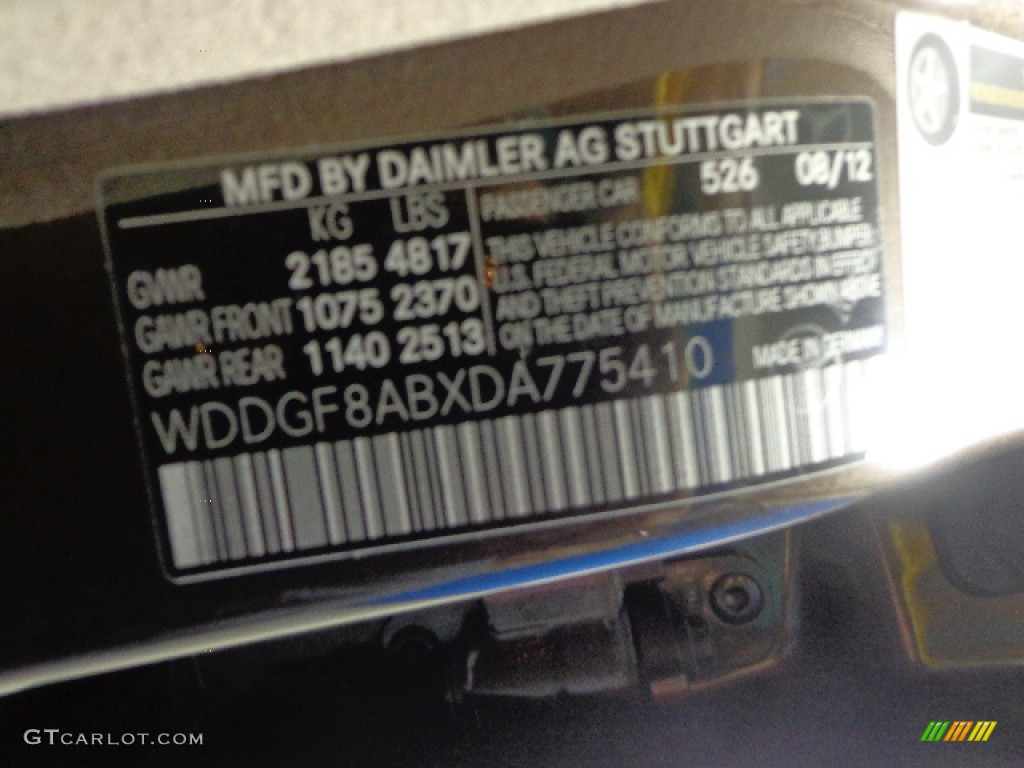 MFD BY DAIMLER AG STUTTGART
KG LBS
PASSENGER CAR 526 08/12
GVWR 2185 4817
GAWR FRONT 1075 2370
GAWR REAR 1140 2513
THIS VEHICLE CONFORMS TO ALL APPLICABLE
U.S. FEDERAL MOTOR VEHICLE SAFETY,BUMPER,
AND THEFT PREVENTION STANDARDS IN EFFECT
ON THE DATE OF MANUFACTURE SHOWN ABOVE
WDDGF8ABXDA775410
MADE IN GERMANY
GTCARLOT.COM